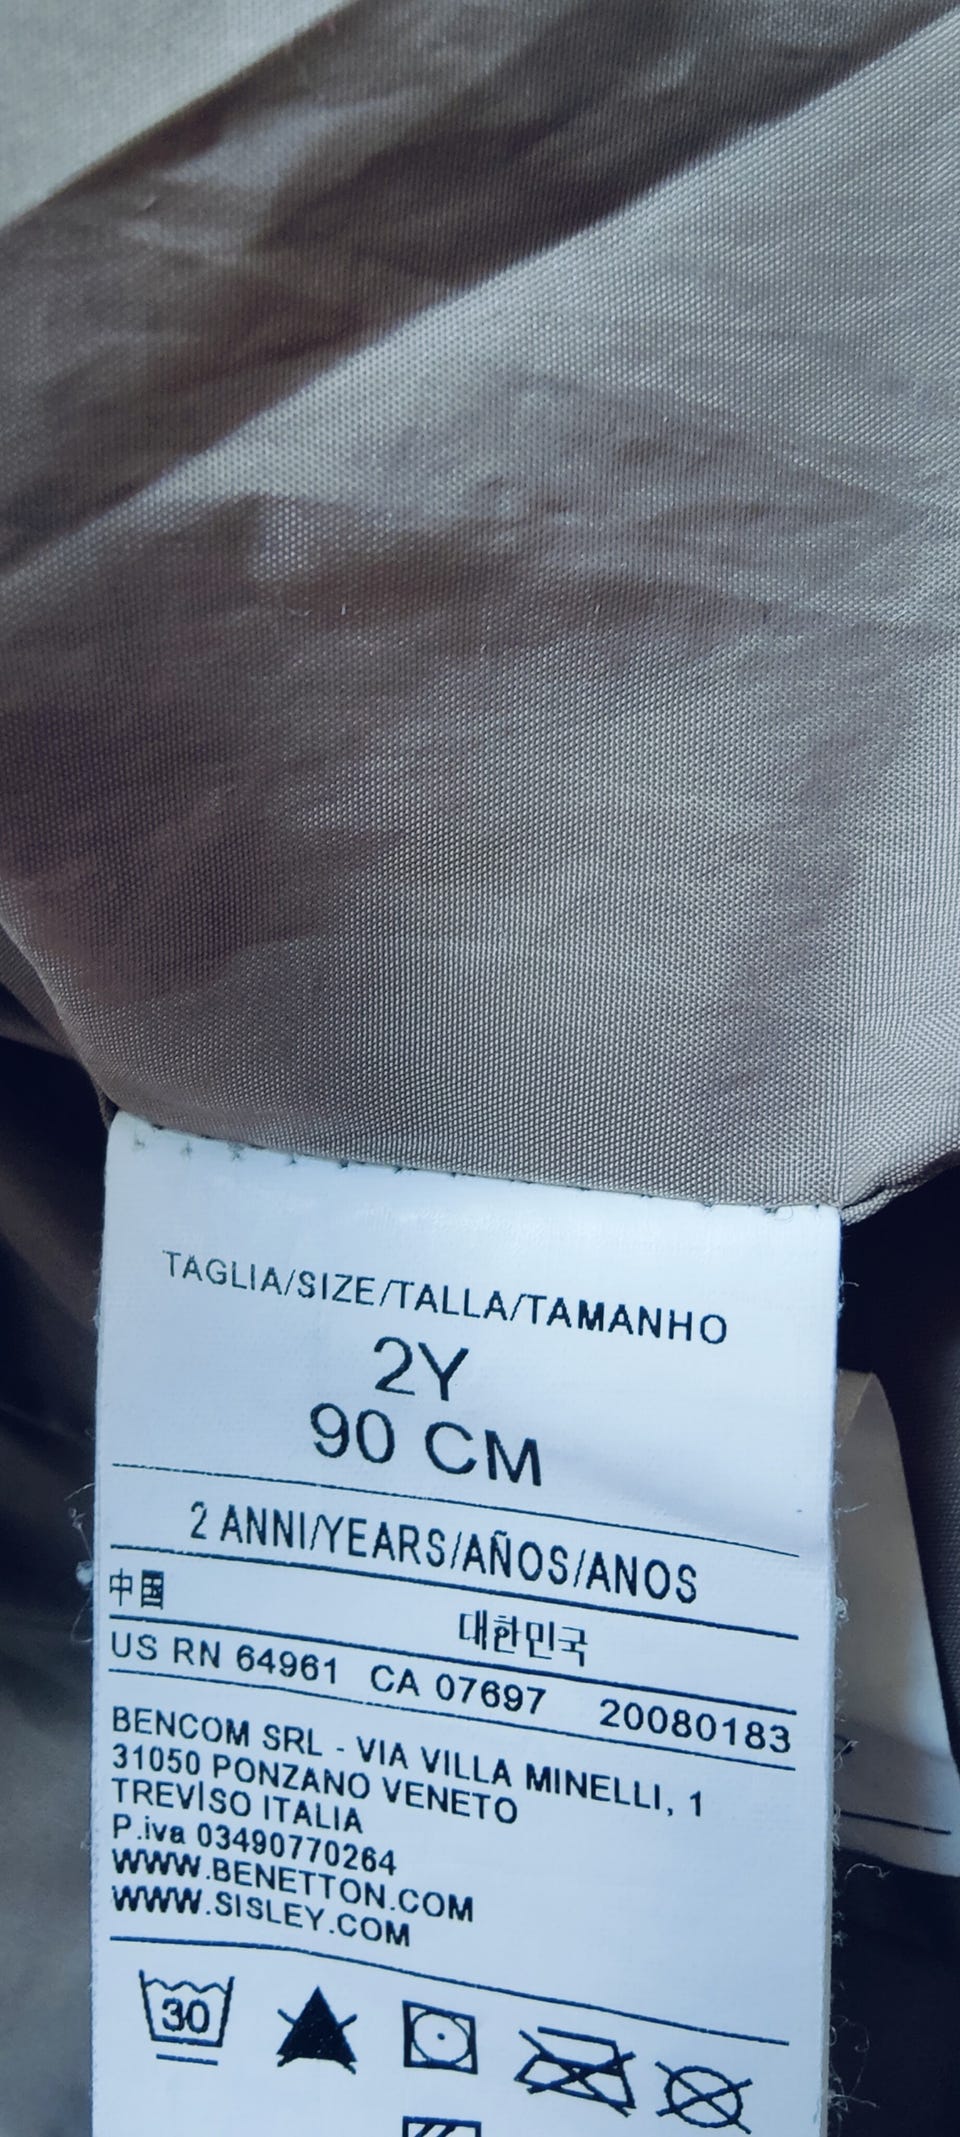 TAGLIA/SIZE/TALLA/TAMANHO
2Y
90 CM
2 ANNI/YEARS/AÑOS/ANOS
中国
대한민국
US RN 64961 CA 07697 20080183
BENCOM SRL - VIA VILLA MINELLI, 1
31050 PONZANO VENETO
TREVISO ITALIA
P.iva 03490770264
WWW.BENETTON.COM
WWW.SISLEY.COM
30